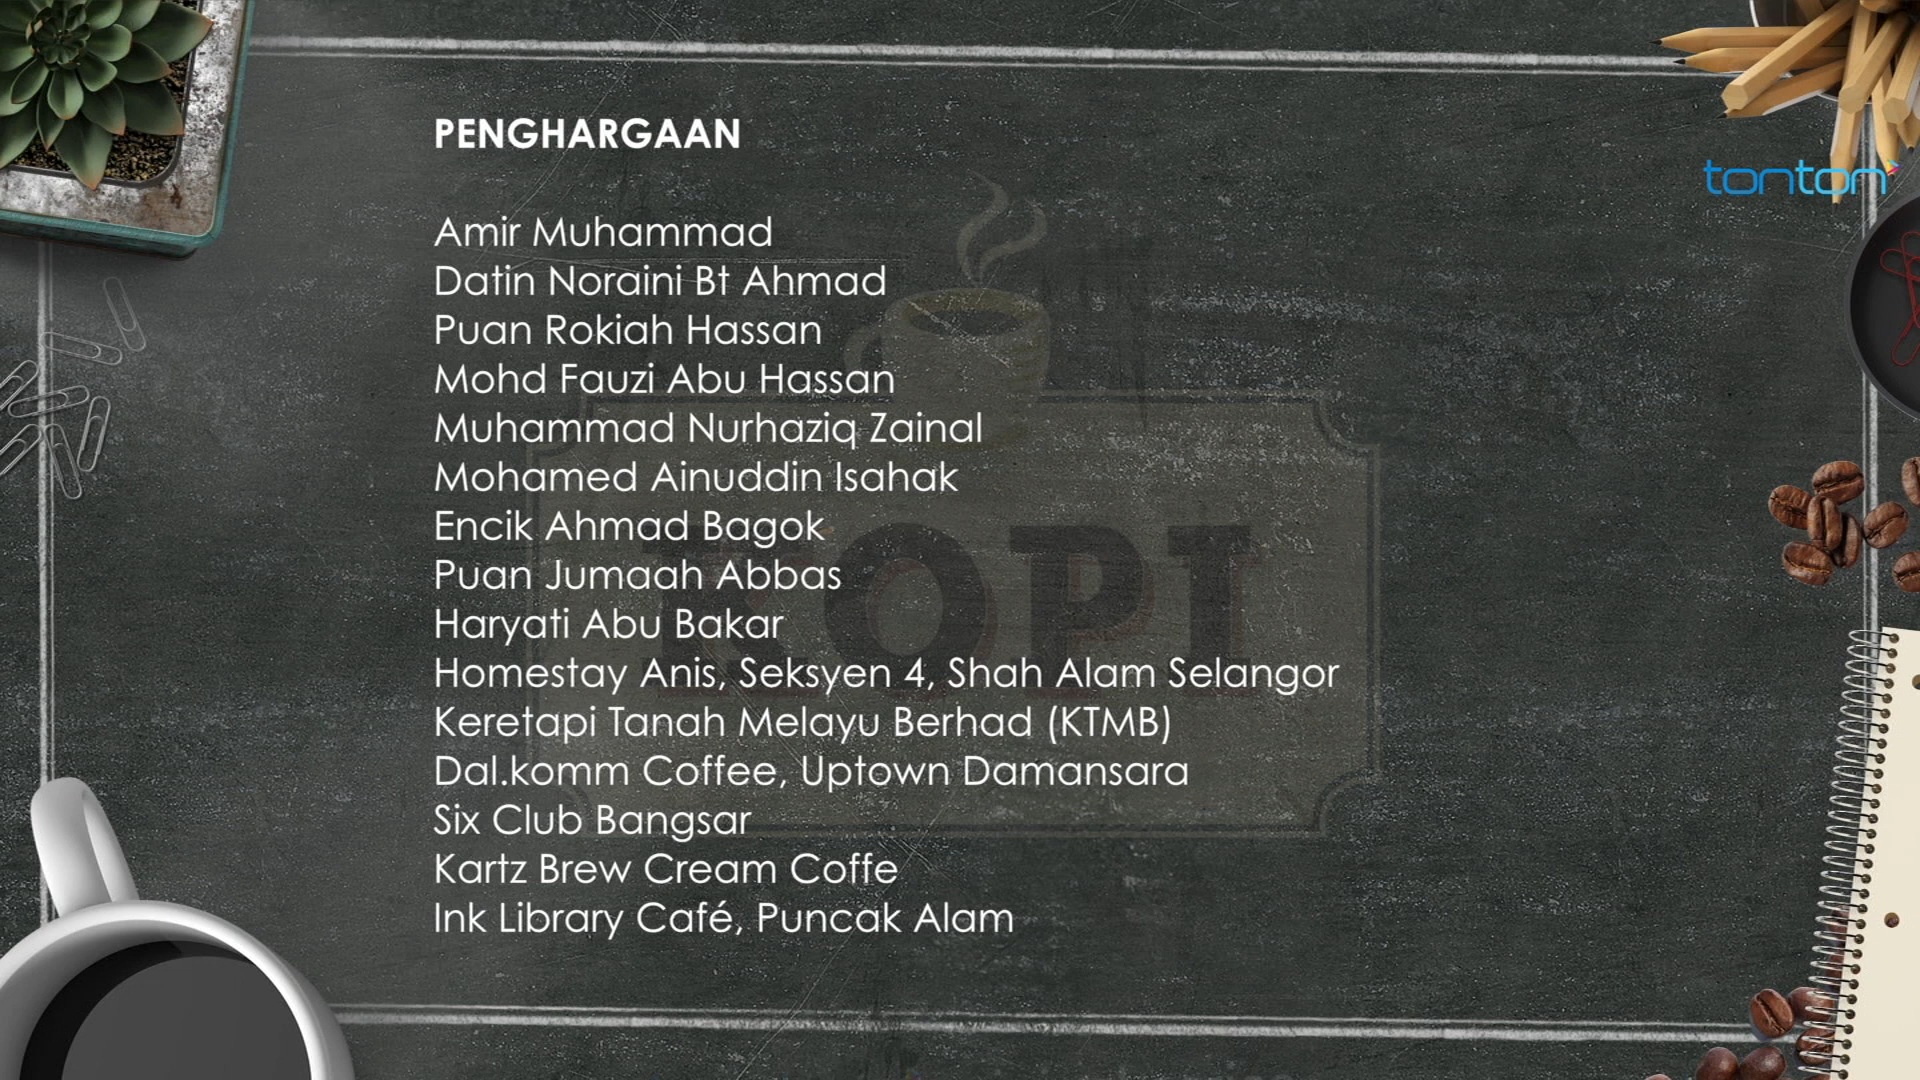 PENGHARGAAN
tonton
Amir Muhammad
Datin Noraini Bt Ahmad
Puan Rokiah Hassan
Mohd Fauzi Abu Hassan
Muhammad Nurhaziq Zainal
Mohamed Ainuddin Isahak
Encik Ahmad Bagok
Puan Jumaah Abbas
Haryati Abu Bakar
Homestay Anis, Seksyen 4, Shah Alam Selangor
Keretapi Tanah Melayu Berhad (KTMB)
Dal.komm Coffee, Uptown Damansara
Six Club Bangsar
Kartz Brew Cream Coffe
Ink Library Café, Puncak Alam
KOPI